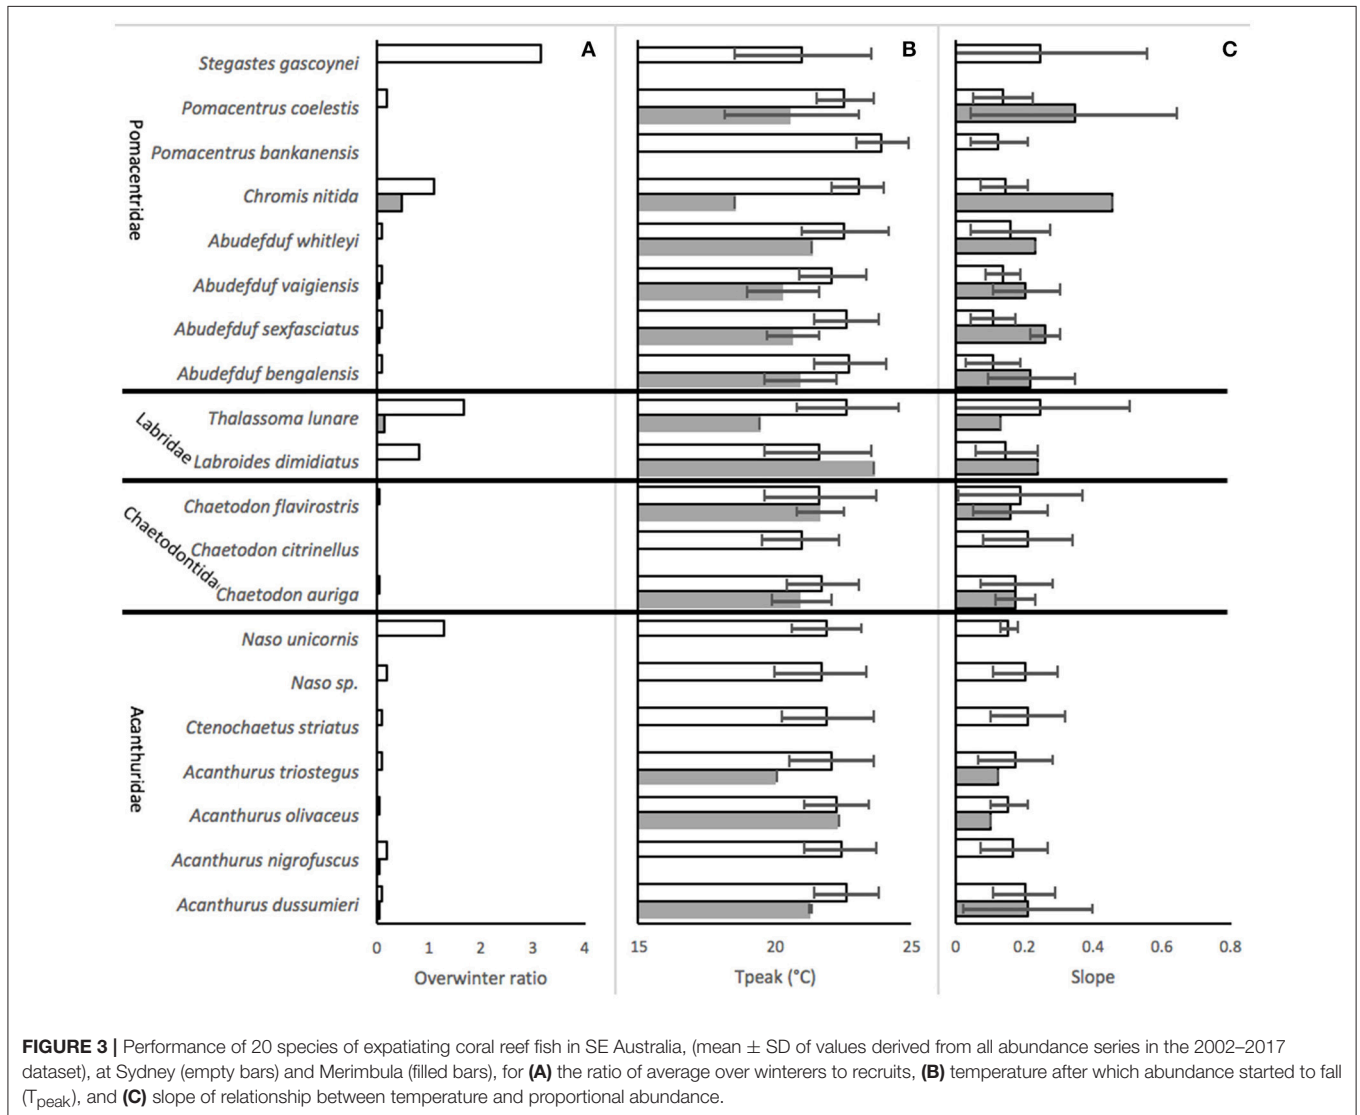 A
B
C
Stegastes gascoynei
Pomacentrus coelestis
Pomacentrus bankanensis
Chromis nitida
Abudefduf whitleyi
Abudefduf vaigiensis
Abudefduf sexfasciatus
Abudefduf bengalensis
Pomacentridae
Thalassoma lunare
Labroides dimidiatus
Labridae
Chaetodon flavirostris
Chaetodon citrinellus
Chaetodon auriga
Chaetodontida
Naso unicornis
Naso sp.
Ctenochaetus striatus
Acanthurus triostegus
Acanthurus olivaceus
Acanthurus nigrofuscus
Acanthurus dussumieri
Acanthuridae
0 1 2 3 4
Overwinter ratio
15 20 25
Tpeak (°C)
0 0.2 0.4 0.6 0.8
Slope
FIGURE 3 | Performance of 20 species of expatiating coral reef fish in SE Australia, (mean ± SD of values derived from all abundance series in the 2002–2017
dataset), at Sydney (empty bars) and Merimbula (filled bars), for (A) the ratio of average over winterers to recruits, (B) temperature after which abundance started to fall
(Tpeak), and (C) slope of relationship between temperature and proportional abundance.